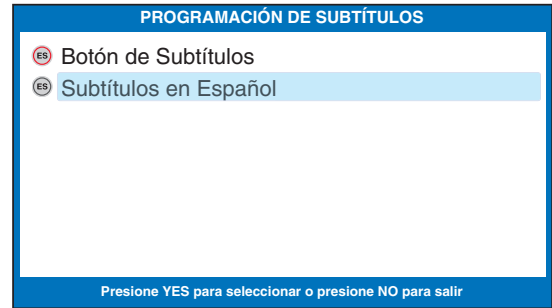 PROGRAMACIÓN DE SUBTÍTULOS
ES Botón de Subtítulos
ES Subtítulos en Español
Presione YES para seleccionar o presione NO para salir